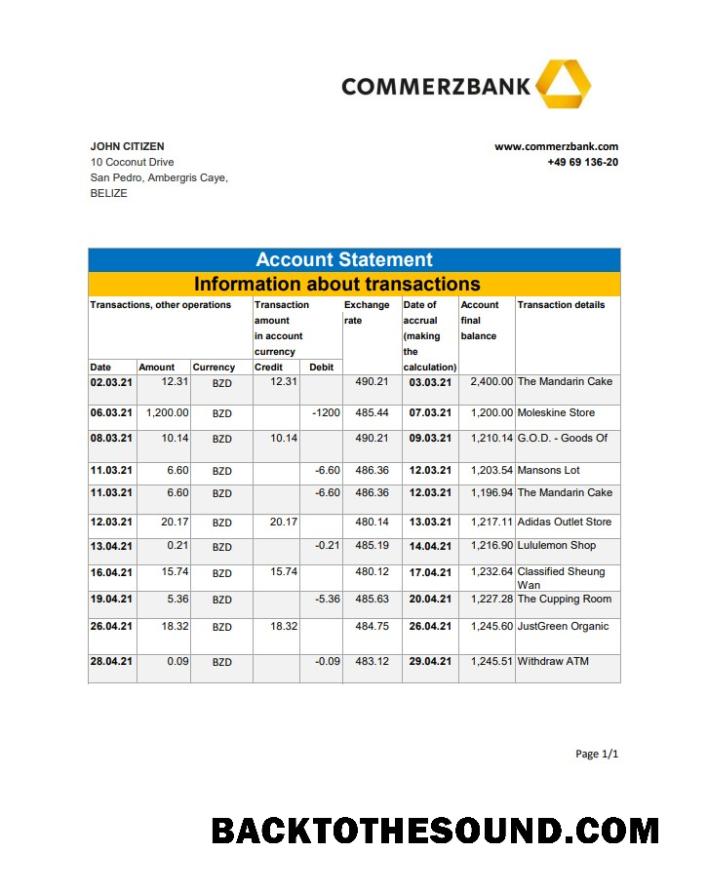 COMMERZBANK
JOHN CITIZEN
10 Coconut Drive
San Pedro, Ambergris Caye,
BELIZE
www.commerzbank.com
+49 69 136-20
Account Statement
Information about transactions
Transactions, other operations Transaction amount in account currency Exchange rate Date of accrual (making the calculation) Account final balance Transaction details
Date Amount Currency Credit Debit
02.03.21 12.31 BZD 12.31 490.21 03.03.21 2,400.00 The Mandarin Cake
06.03.21 1,200.00 BZD -1200 485.44 07.03.21 1,200.00 Moleskine Store
08.03.21 10.14 BZD 10.14 490.21 09.03.21 1,210.14 G.O.D. - Goods Of
11.03.21 6.60 BZD -6.60 486.36 12.03.21 1,203.54 Mansons Lot
11.03.21 6.60 BZD -6.60 486.36 12.03.21 1,196.94 The Mandarin Cake
12.03.21 20.17 BZD 20.17 480.14 13.03.21 1,217.11 Adidas Outlet Store
13.04.21 0.21 BZD -0.21 485.19 14.04.21 1,216.90 Lululemon Shop
16.04.21 15.74 BZD 15.74 480.12 17.04.21 1,232.64 Classified Sheung
Wan
19.04.21 5.36 BZD -5.36 485.63 20.04.21 1,227.28 The Cupping Room
26.04.21 18.32 BZD 18.32 484.75 26.04.21 1,245.60 JustGreen Organic
28.04.21 0.09 BZD -0.09 483.12 29.04.21 1,245.51 Withdraw ATM
Page 1/1
BACKTOTHESOUND.COM